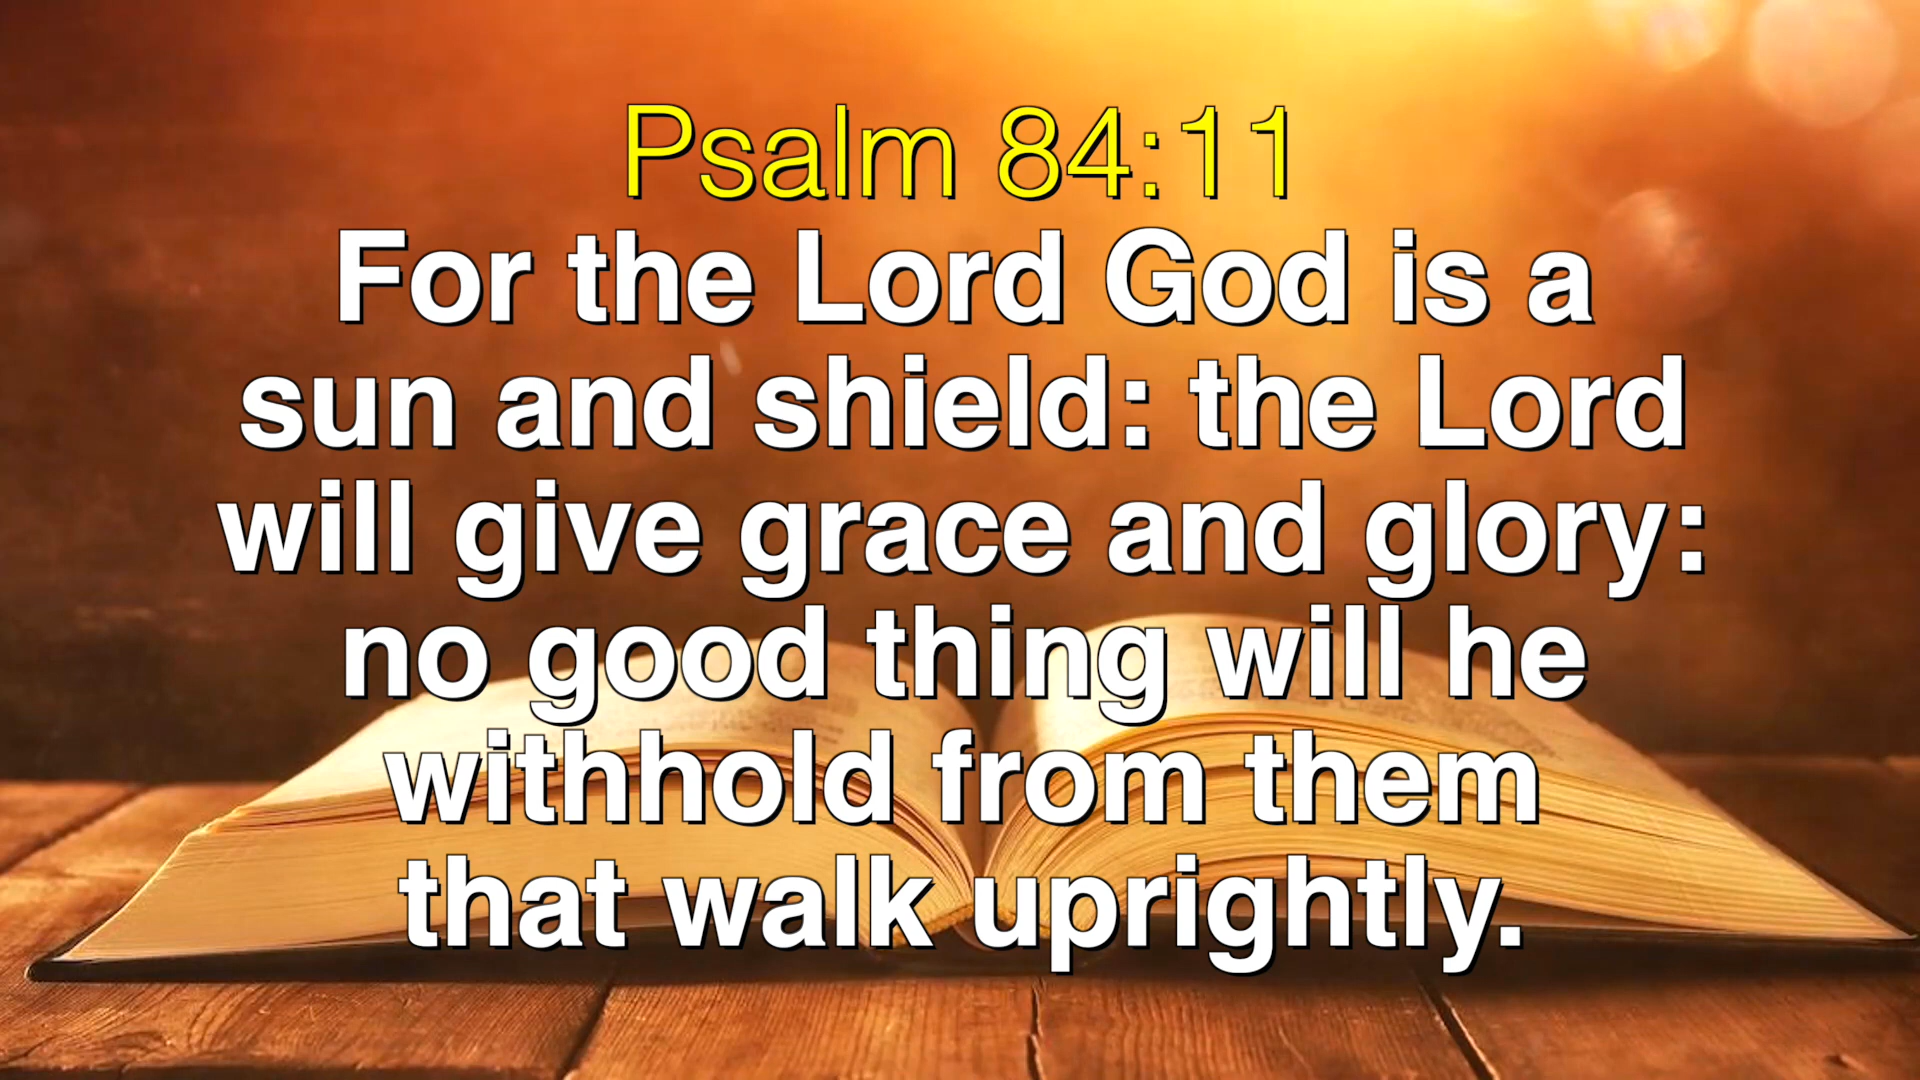 Psalm 84:11
For the Lord God is a
sun and shield: the Lord
will give grace and glory:
no good thing will he
withhold from them
that walk uprightly.